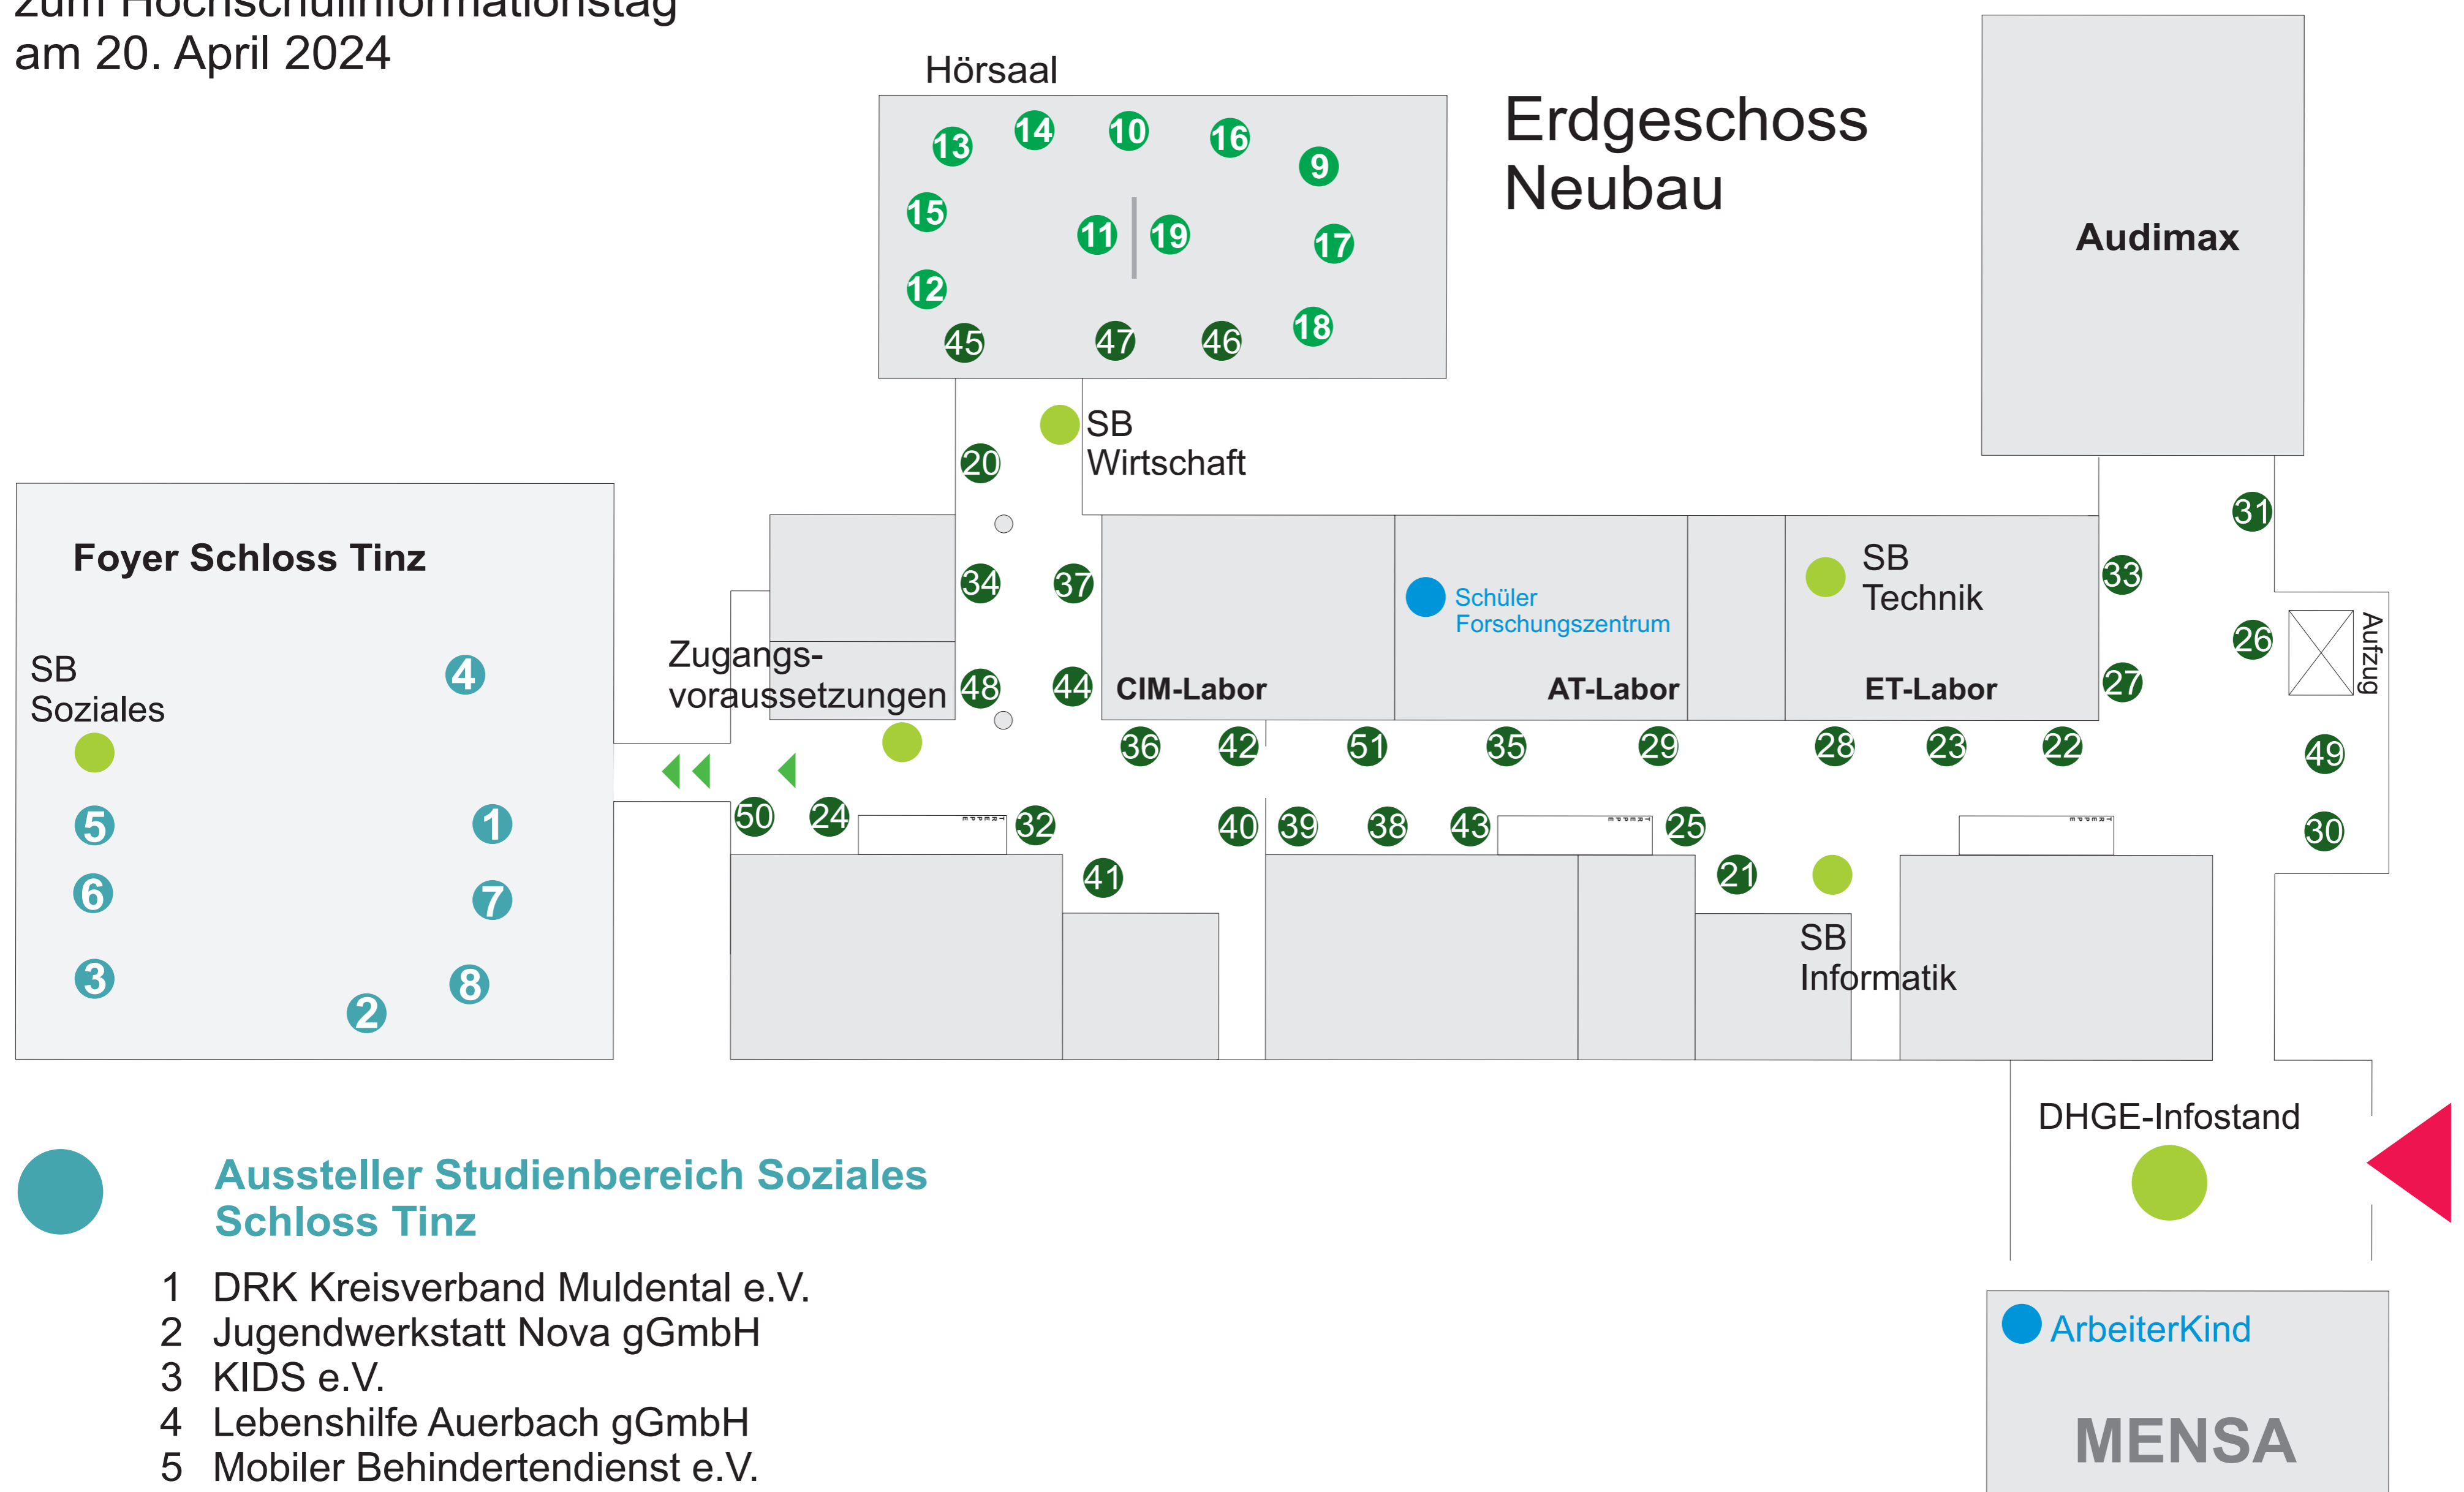 zum Hochschulinformationstag
am 20. April 2024
Hörsaal
Erdgeschoss
Neubau
13
14
10
16
9
15
11
19
17
12
45
47
46
18
Audimax
SB
Wirtschaft
20
Foyer Schloss Tinz
34
37
Schüler
Forschungszentrum
SB
Technik
31
33
26
Aufzug
Zugangs-
voraussetzungen
48
44
CIM-Labor
AT-Labor
ET-Labor
27
SB
Soziales
4
36
42
51
35
29
28
23
22
49
5
1
50
24
TREPPE
32
40
39
38
43
TREPPE
25
TREPPE
30
6
7
41
21
3
8
2
SB
Informatik
DHGE-Infostand
Aussteller Studienbereich Soziales
Schloss Tinz
1 DRK Kreisverband Muldental e.V.
2 Jugendwerkstatt Nova gGmbH
3 KIDS e.V.
4 Lebenshilfe Auerbach gGmbH
5 Mobiler Behindertendienst e.V.
ArbeiterKind
MENSA